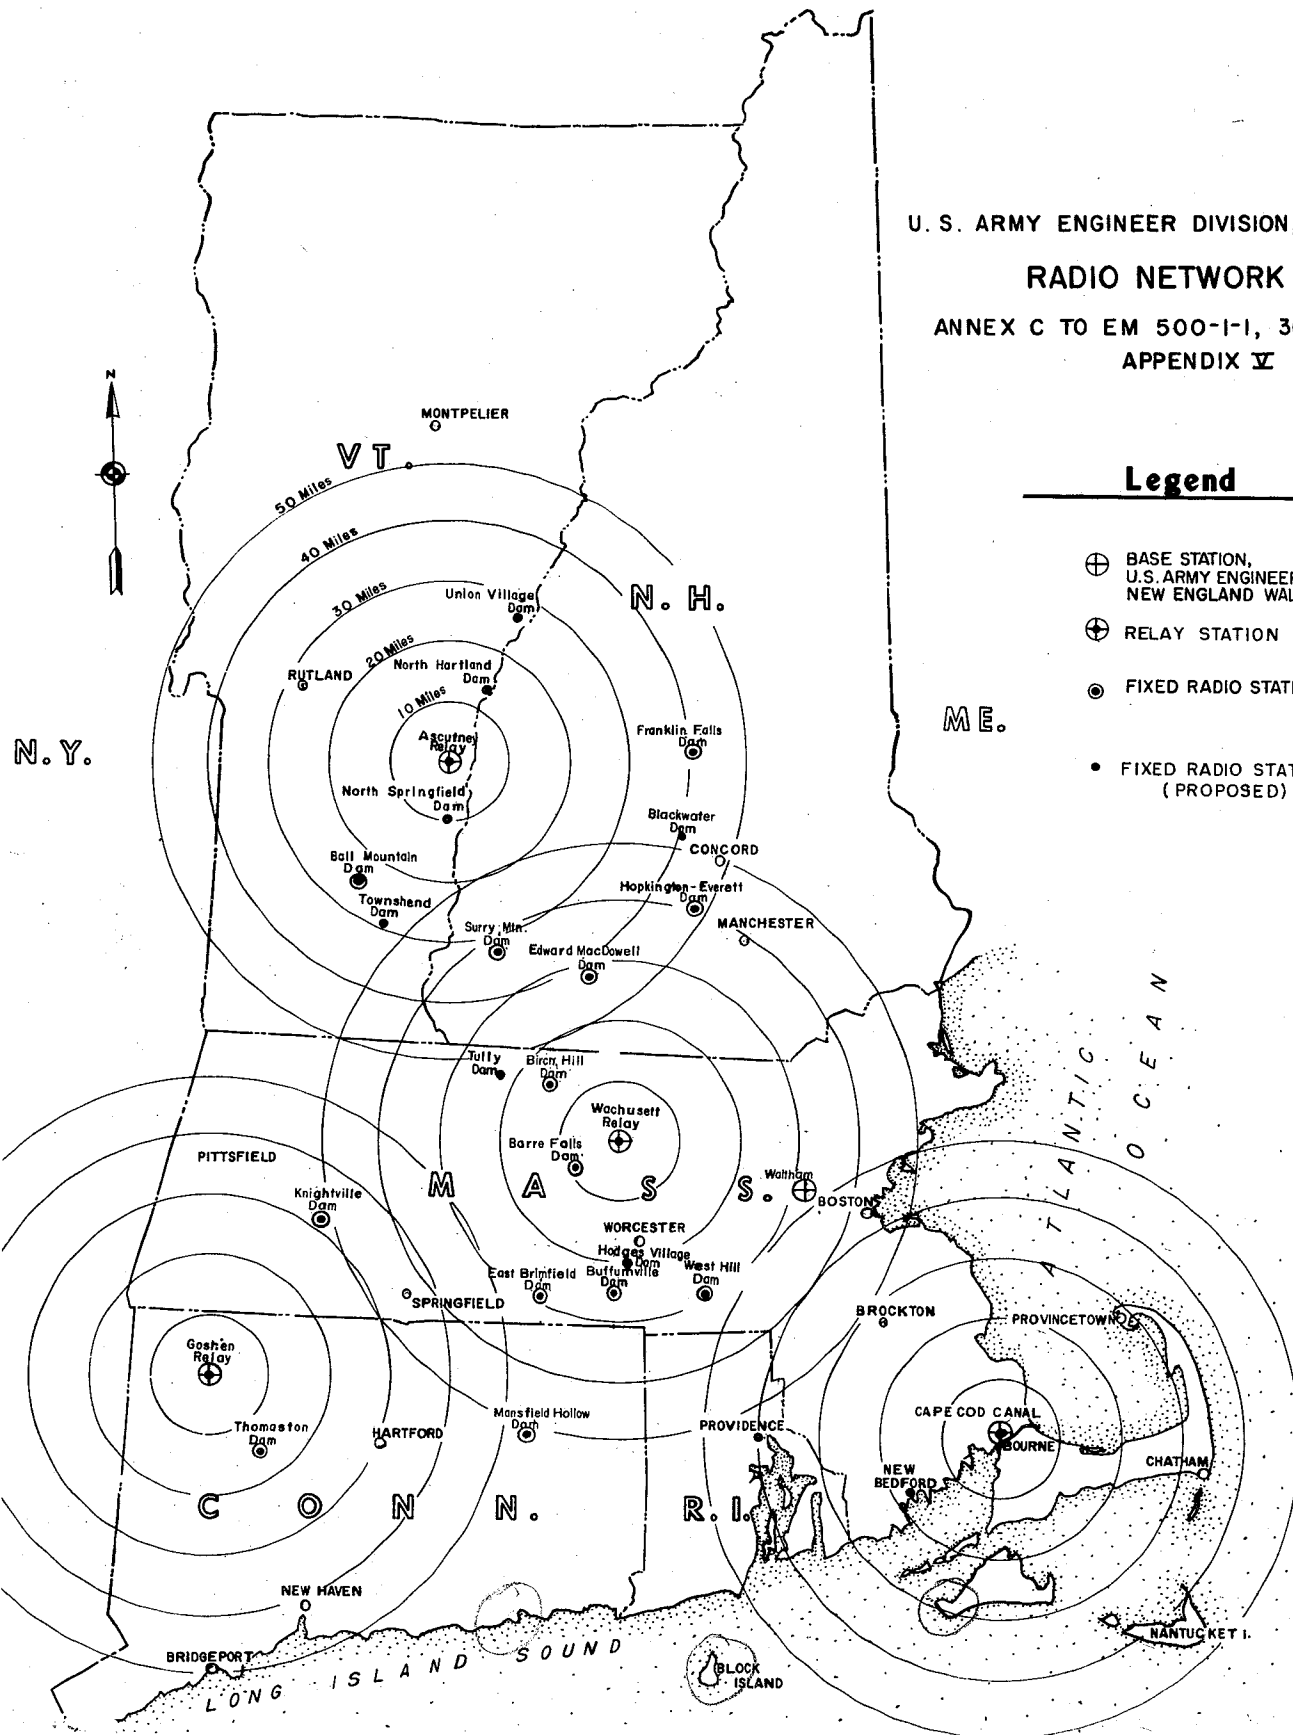 U.S. ARMY ENGINEER DIVISION,
RADIO NETWORK
ANNEX C TO EM 500-1-1,
APPENDIX V
N
Legend
BASE STATION,
U.S. ARMY ENGINEER
NEW ENGLAND
RELAY STATION
FIXED RADIO
FIXED RADIO
(PROPOSED)
MONTPELIER
VT.
50 Miles
40 Miles
30 Miles
20 Miles
10 Miles
Union Village
Dam
N.H.
RUTLAND
North Hartland
Dam
Ascutney
Relay
Franklin Falls
Dam
ME.
N.Y.
North Springfield
Dam
Blackwater
Dam
CONCORD
Ball Mountain
Dam
Townshend
Dam
Hopkington-Everett
Dam
MANCHESTER
Surry Mtn.
Dam
Edward MacDowell
Dam
Tully
Dam
Birch Hill
Dam
Wachusett
Relay
Barre Falls
Dam
PITTSFIELD
Knightville
Dam
MASS.
Waltham
BOSTON
WORCESTER
Hodges Village
Dam
East Brimfield
Dam
Buffumville
Dam
West Hill
Dam
SPRINGFIELD
ATLANTIC
OCEAN
BROCKTON
PROVINCETOWN
Goshen
Relay
Thomaston
Dam
HARTFORD
Mansfield Hollow
Dam
PROVIDENCE
CAPE COD CANAL
BOURNE
CHATHAM
NEW
BEDFORD
CONN.
R.I.
NEW HAVEN
BRIDGEPORT
LONG ISLAND SOUND
BLOCK
ISLAND
NANTUCKET I.